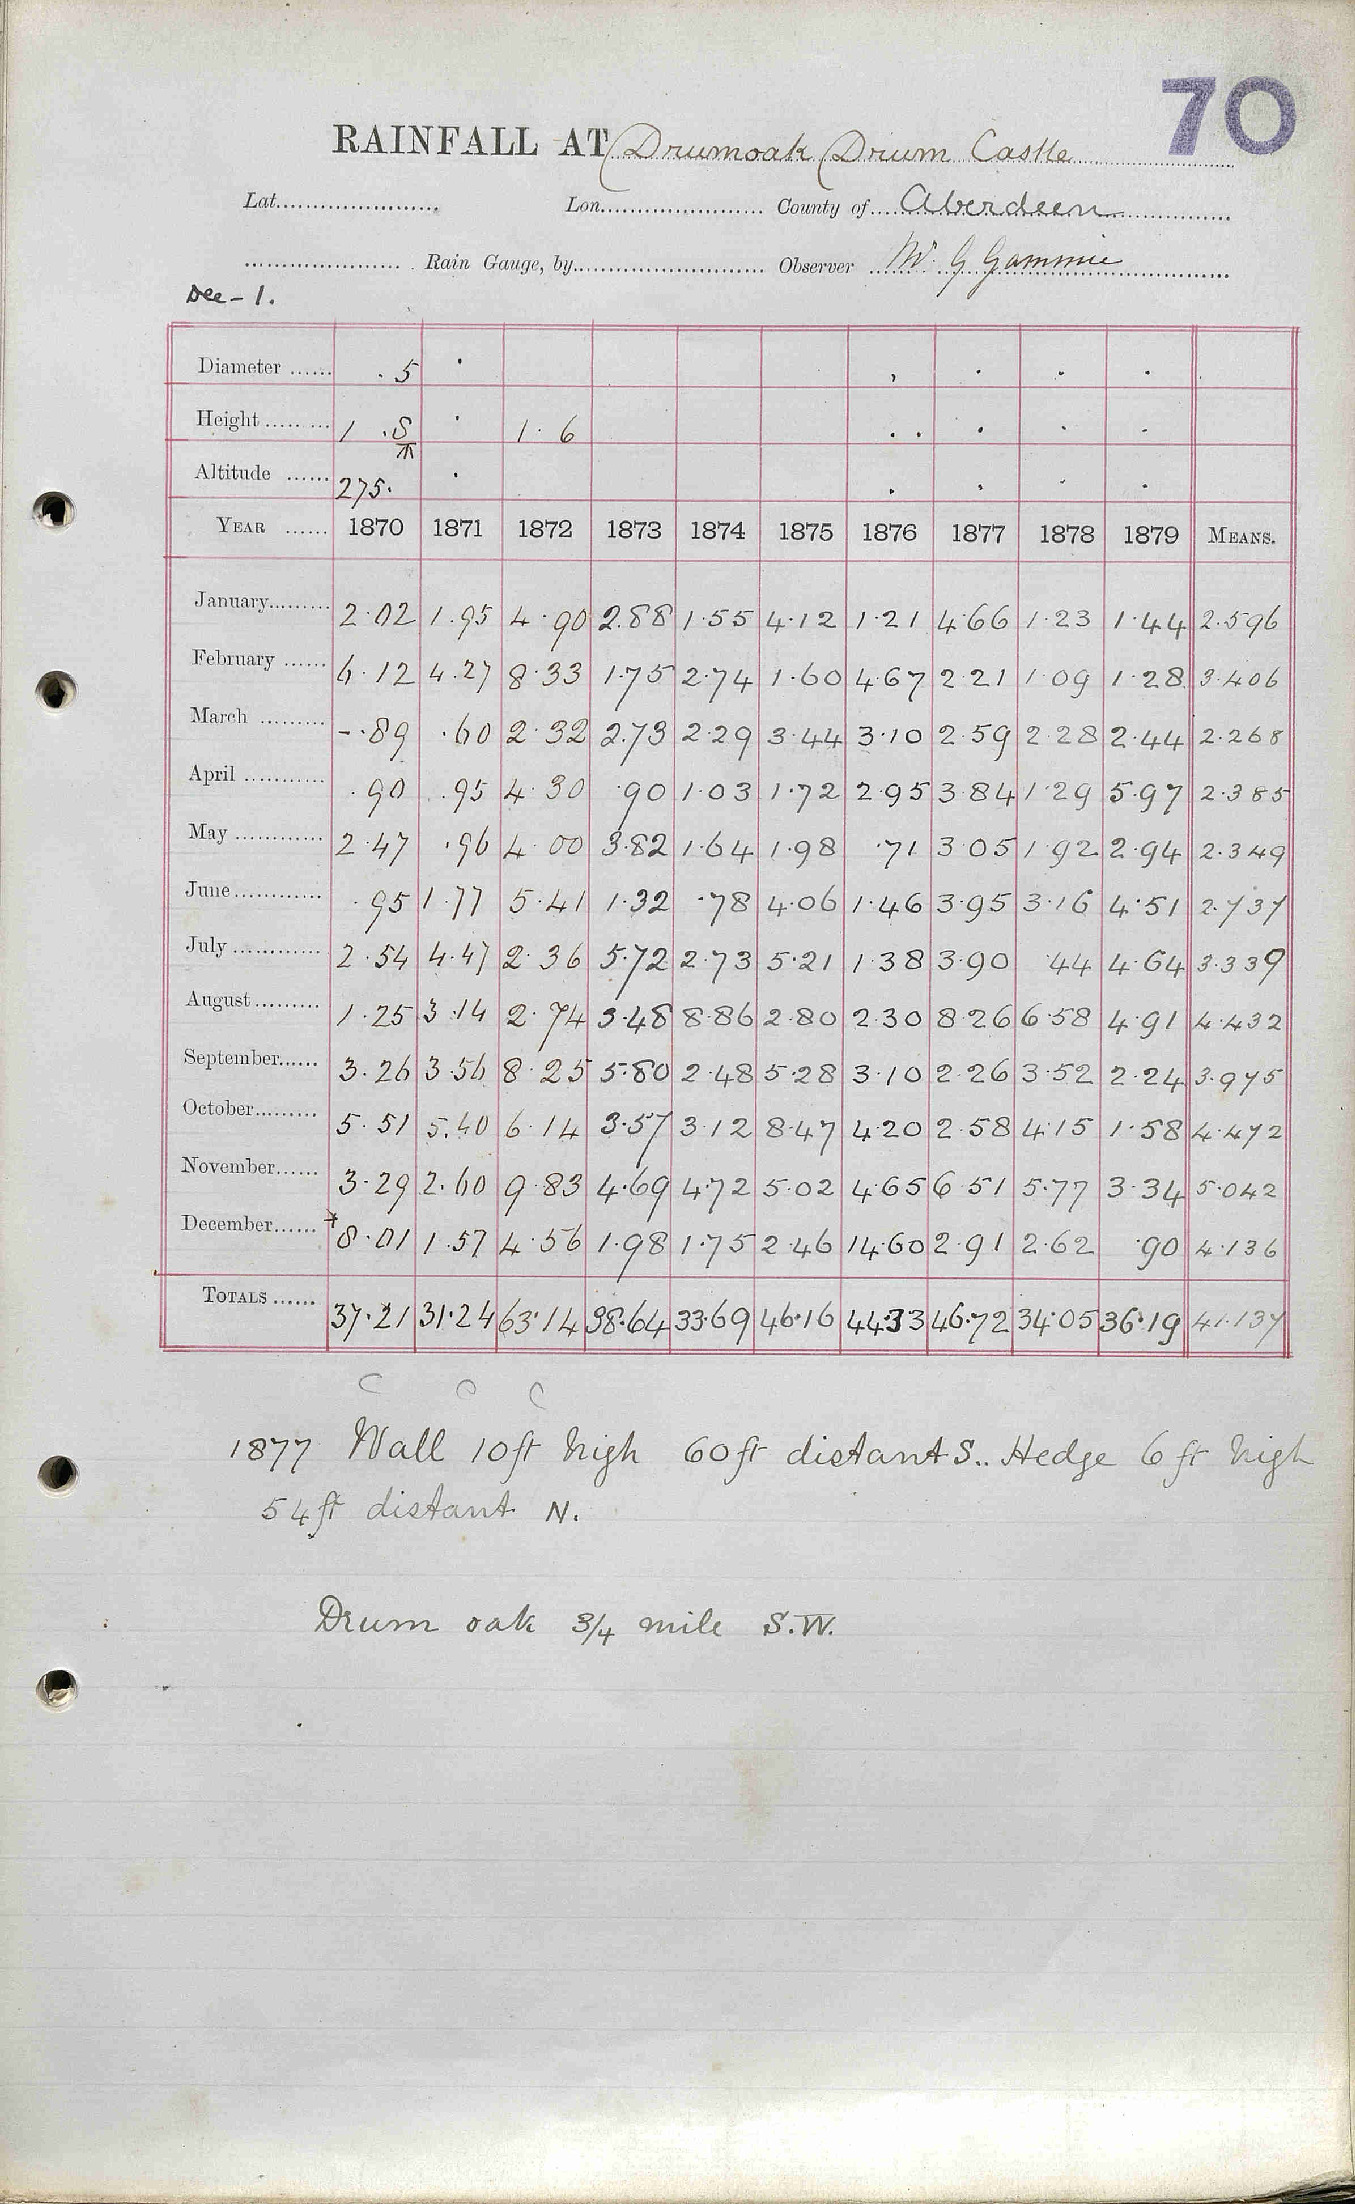 70
RAINFALL AT (Drumoak) Drum Castle
Lat. Lon. County of Aberdeen
Rain Gauge, by Observer W. G Gammie
Dee - 1.
Diameter . 5
Height 1 .8 1 . 6
Altitude 275.
YEAR 1870 1871 1872 1873 1874 1875 1876 1877 1878 1879 MEANS.
January 2.02 1.95 4.90 2.88 1.55 4.12 1.21 4.66 1.23 1.44 2.596
February 6.12 4.27 8.33 1.75 2.74 1.60 4.67 2.21 1.09 1.28 3.406
March -.89 .60 2.32 2.73 2.29 3.44 3.10 2.59 2.28 2.44 2.268
April .90 .95 4.30 .90 1.03 1.72 2.95 3.84 1.29 5.97 2.385
May 2.47 .96 4.00 3.82 1.64 1.98 .71 3.05 1.92 2.94 2.349
June .95 1.77 5.41 1.32 .78 4.06 1.46 3.95 3.16 4.51 2.737
July 2.54 4.47 2.36 5.72 2.73 5.21 1.38 3.90 .44 4.64 3.339
August 1.25 3.14 2.74 3.48 8.86 2.80 2.30 8.26 6.58 4.91 4.432
September 3.26 3.56 8.25 5.80 2.48 5.28 3.10 2.26 3.52 2.24 3.975
October 5.51 5.40 6.14 3.57 3.12 8.47 4.20 2.58 4.15 1.58 4.472
November 3.29 2.60 9.83 4.69 4.72 5.02 4.65 6.51 5.77 3.34 5.042
December 8.01 1.57 4.56 1.98 1.75 2.46 14.60 2.91 2.62 .90 4.136
TOTALS 37.21 31.24 63.14 38.64 33.69 46.16 44.33 46.72 34.05 36.19 41.137
C C C
1877 Wall 10ft high 60ft distant S.. Hedge 6ft high
54ft distant N.
Drum oak 3/4 mile S.W.